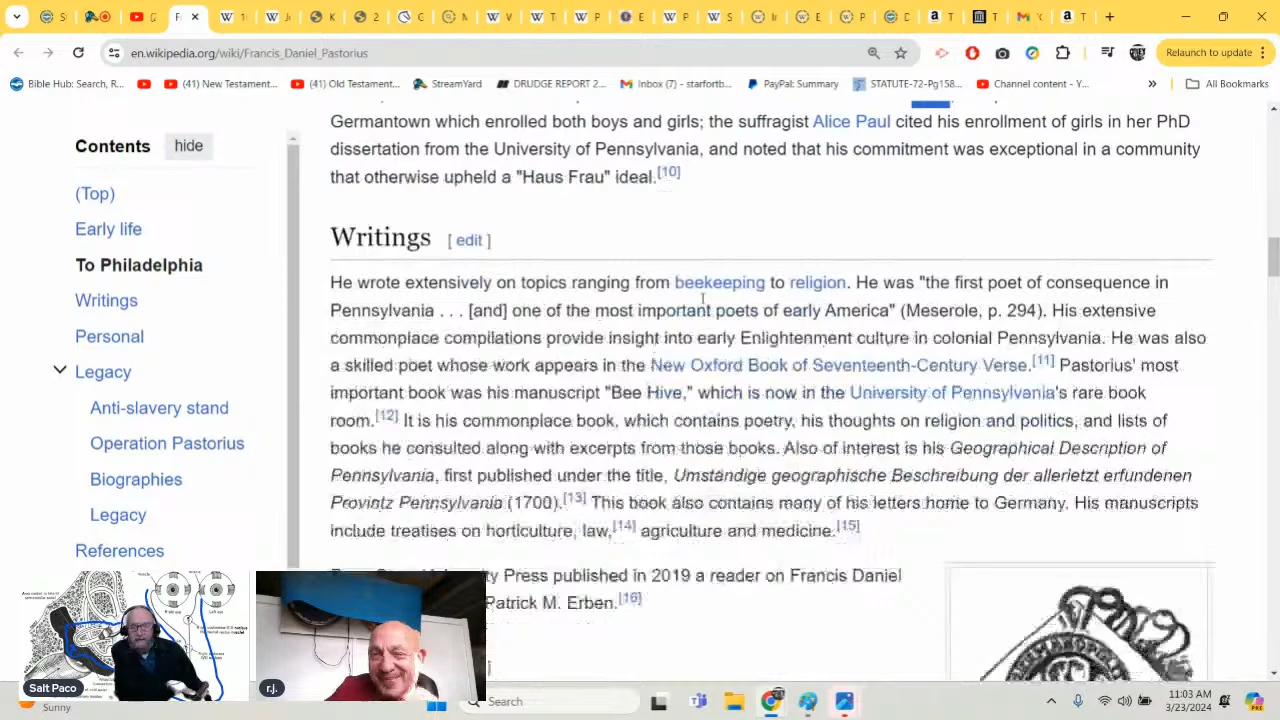 en.wikipedia.org/wiki/Francis_Daniel_Pastorius
Relaunch to update
Bible Hub: Search, R...
(41) New Testament...
(41) Old Testament...
StreamYard
DRUDGE REPORT 2...
Inbox (7) - starfortb...
PayPal: Summary
STATUTE-72-Pg158...
Channel content - Y...
All Bookmarks
Contents
hide
(Top)
Early life
To Philadelphia
Writings
Personal
Legacy
Anti-slavery stand
Operation Pastorius
Biographies
Legacy
References
Germantown which enrolled both boys and girls; the suffragist Alice Paul cited his enrollment of girls in her PhD
dissertation from the University of Pennsylvania, and noted that his commitment was exceptional in a community
that otherwise upheld a "Haus Frau" ideal.[10]
Writings [ edit ]
He wrote extensively on topics ranging from beekeeping to religion. He was "the first poet of consequence in
Pennsylvania . . . [and] one of the most important poets of early America" (Meserole, p. 294). His extensive
commonplace compilations provide insight into early Enlightenment culture in colonial Pennsylvania. He was also
a skilled poet whose work appears in the New Oxford Book of Seventeenth-Century Verse.[11] Pastorius' most
important book was his manuscript "Bee Hive," which is now in the University of Pennsylvania's rare book
room.[12] It is his commonplace book, which contains poetry, his thoughts on religion and politics, and lists of
books he consulted along with excerpts from those books. Also of interest is his Geographical Description of
Pennsylvania, first published under the title, Umständige geographische Beschreibung der allerletzt erfundenen
Provintz Pennsylvania (1700).[13] This book also contains many of his letters home to Germany. His manuscripts
include treatises on horticulture, law,[14] agriculture and medicine.[15]
Press published in 2019 a reader on Francis Daniel
Patrick M. Erben.[16]
Right eye
Left eye
Salt Paco
r.j.
Sunny
Search
11:03 AM
3/23/2024